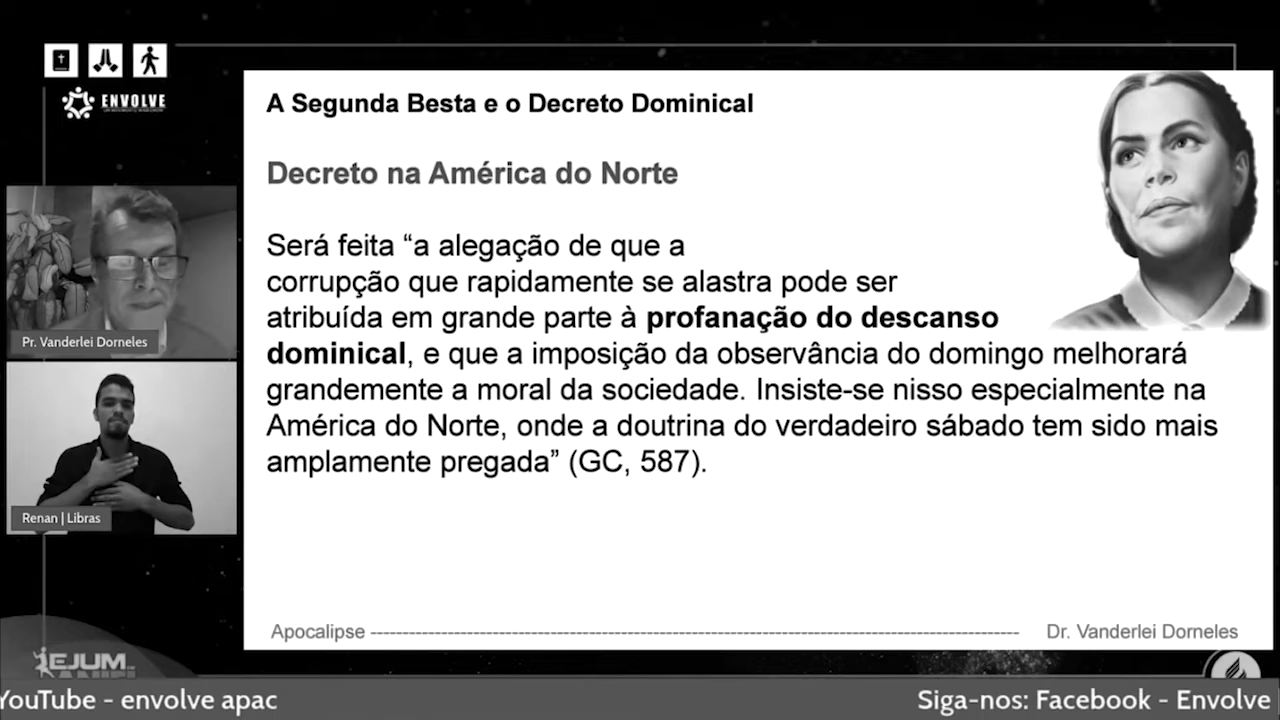 ENVOLVE
A Segunda Besta e o Decreto Dominical
Decreto na América do Norte
Será feita “a alegação de que a
corrupção que rapidamente se alastra pode ser
atribuída em grande parte à profanação do descanso
dominical, e que a imposição da observância do domingo melhorará
grandemente a moral da sociedade. Insiste-se nisso especialmente na
América do Norte, onde a doutrina do verdadeiro sábado tem sido mais
amplamente pregada” (GC, 587).
Pr. Vanderlei Dorneles
Renan | Libras
Apocalipse ---------------------------------------------------------------------------------------------------- Dr. Vanderlei Dorneles
EJUM
YouTube - envolve apac
Siga-nos: Facebook - Envolve